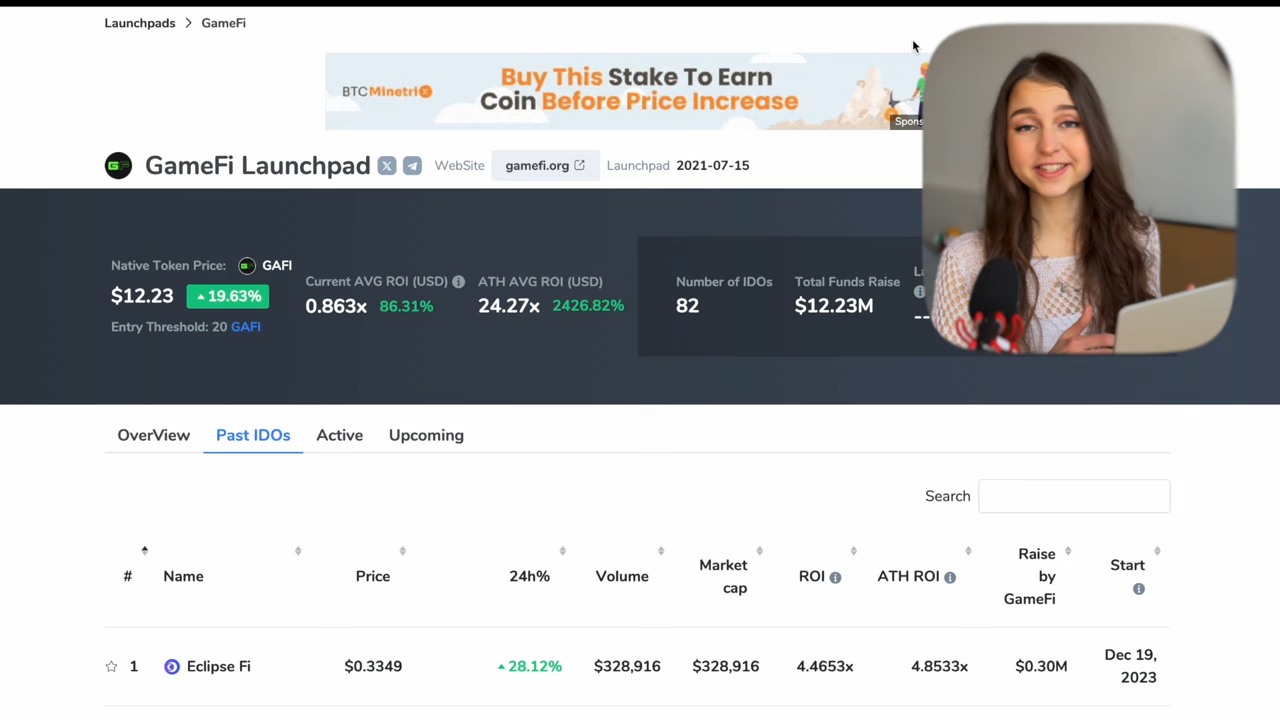 Launchpads > GameFi
BTCMinetrix
Buy This Stake To Earn
Coin Before Price Increase
GameFi Launchpad WebSite gamefi.org Launchpad 2021-07-15
Native Token Price: GAFI
$12.23 19.63%
Entry Threshold: 20 GAFI
Current AVG ROI (USD)
0.863x 86.31%
ATH AVG ROI (USD)
24.27x 2426.82%
Number of IDOs
82
Total Funds Raise
$12.23M
--
OverView Past IDOs Active Upcoming
Search
# Name Price 24h% Volume Market cap ROI ATH ROI Raise by GameFi Start
1 Eclipse Fi $0.3349 28.12% $328,916 $328,916 4.4653x 4.8533x $0.30M Dec 19, 2023